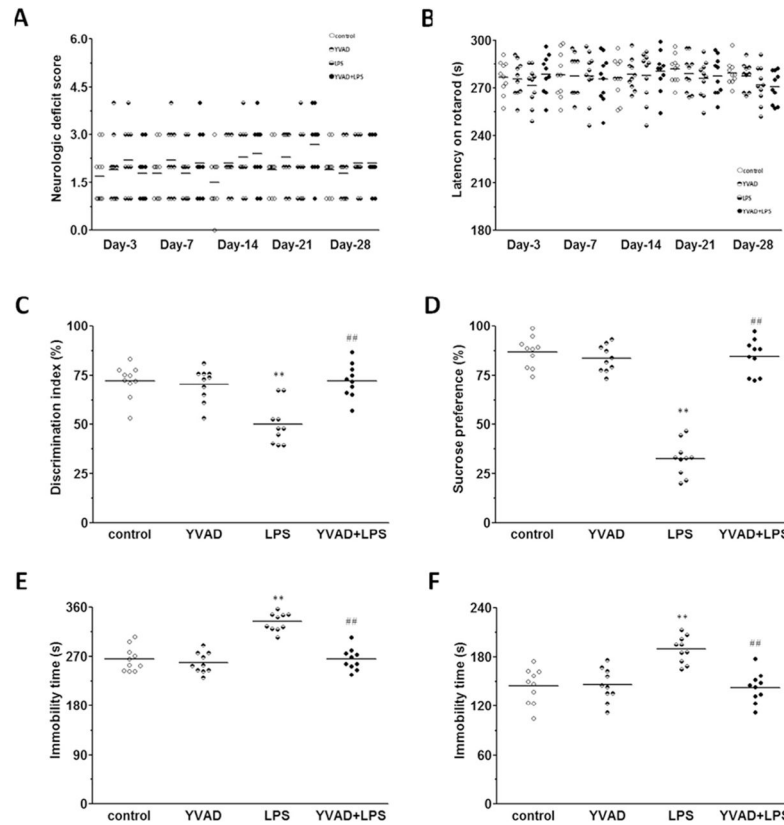 A
control
YVAD
LPS
YVAD+LPS
Neurologic deficit score
6.0
4.5
3.0
1.5
0.0
Day-3 Day-7 Day-14 Day-21 Day-28
B
Latency on rotarod (s)
300
270
240
210
180
control
YVAD
LPS
YVAD+LPS
Day-3 Day-7 Day-14 Day-21 Day-28
C
Discrimination index (%)
100
75
50
25
0
**
##
control YVAD LPS YVAD+LPS
D
Sucrose preference (%)
100
75
50
25
0
**
##
control YVAD LPS YVAD+LPS
E
Immobility time (s)
360
270
180
90
0
**
##
control YVAD LPS YVAD+LPS
F
Immobility time (s)
240
180
120
60
0
**
##
control YVAD LPS YVAD+LPS